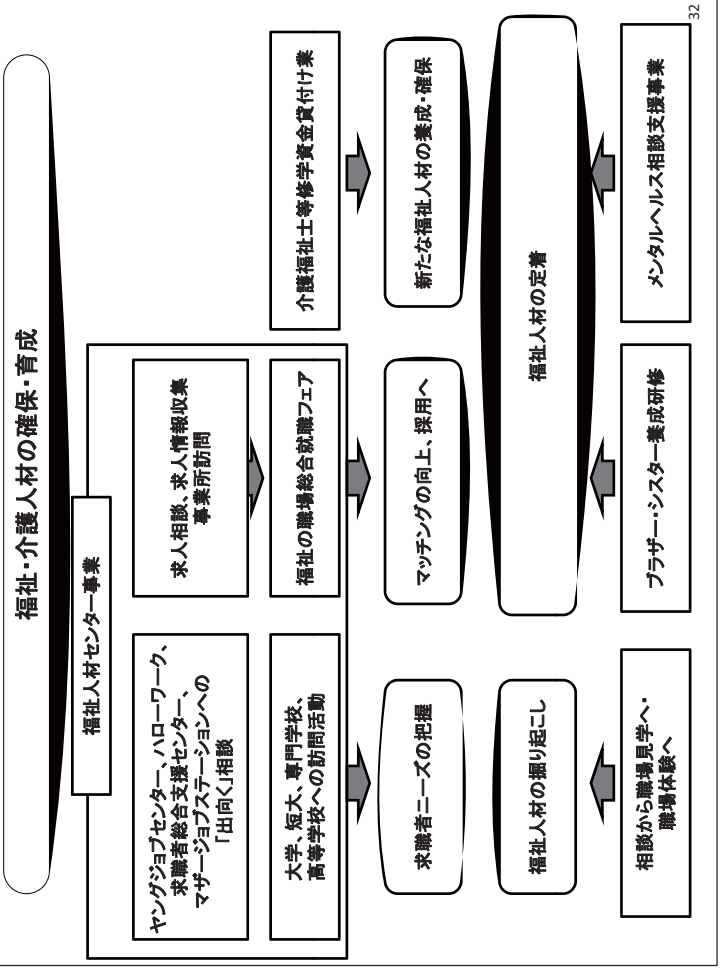 福祉・介護人材の確保・育成
福祉人材センター事業
ヤングジョブセンター、ハローワーク、
求職者総合支援センター、
マザージョブステーションへの
「出向く」相談
求人相談、求人情報収集
事業所訪問
大学、短大、専門学校、
高等学校への訪問活動
福祉の職場総合就職フェア
介護福祉士等修学資金貸付け業
求職者ニーズの把握
マッチングの向上、採用へ
新たな福祉人材の養成・確保
福祉人材の掘り起こし
福祉人材の定着
相談から職場見学へ・
職場体験へ
ブラザー・シスター養成研修
メンタルヘルス相談支援事業
32